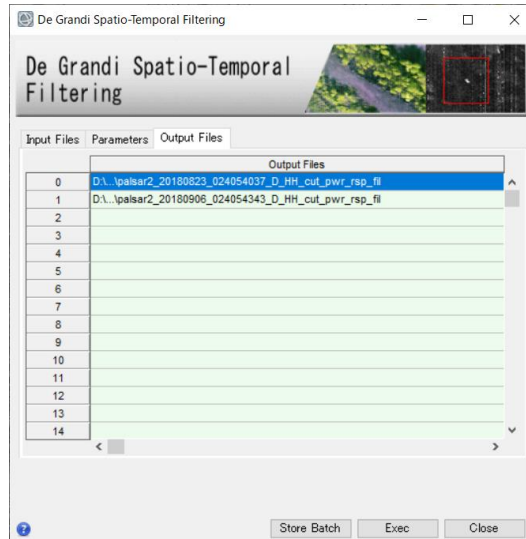 De Grandi Spatio-Temporal Filtering
De Grandi Spatio-Temporal
Filtering
Input Files Parameters Output Files
Output Files
0 D:\...\palsar2_20180823_024054037_D_HH_cut_pwr_rsp_fil
1 D:\...\palsar2_20180906_024054343_D_HH_cut_pwr_rsp_fil
2
3
4
5
6
7
8
9
10
11
12
13
14
Store Batch Exec Close